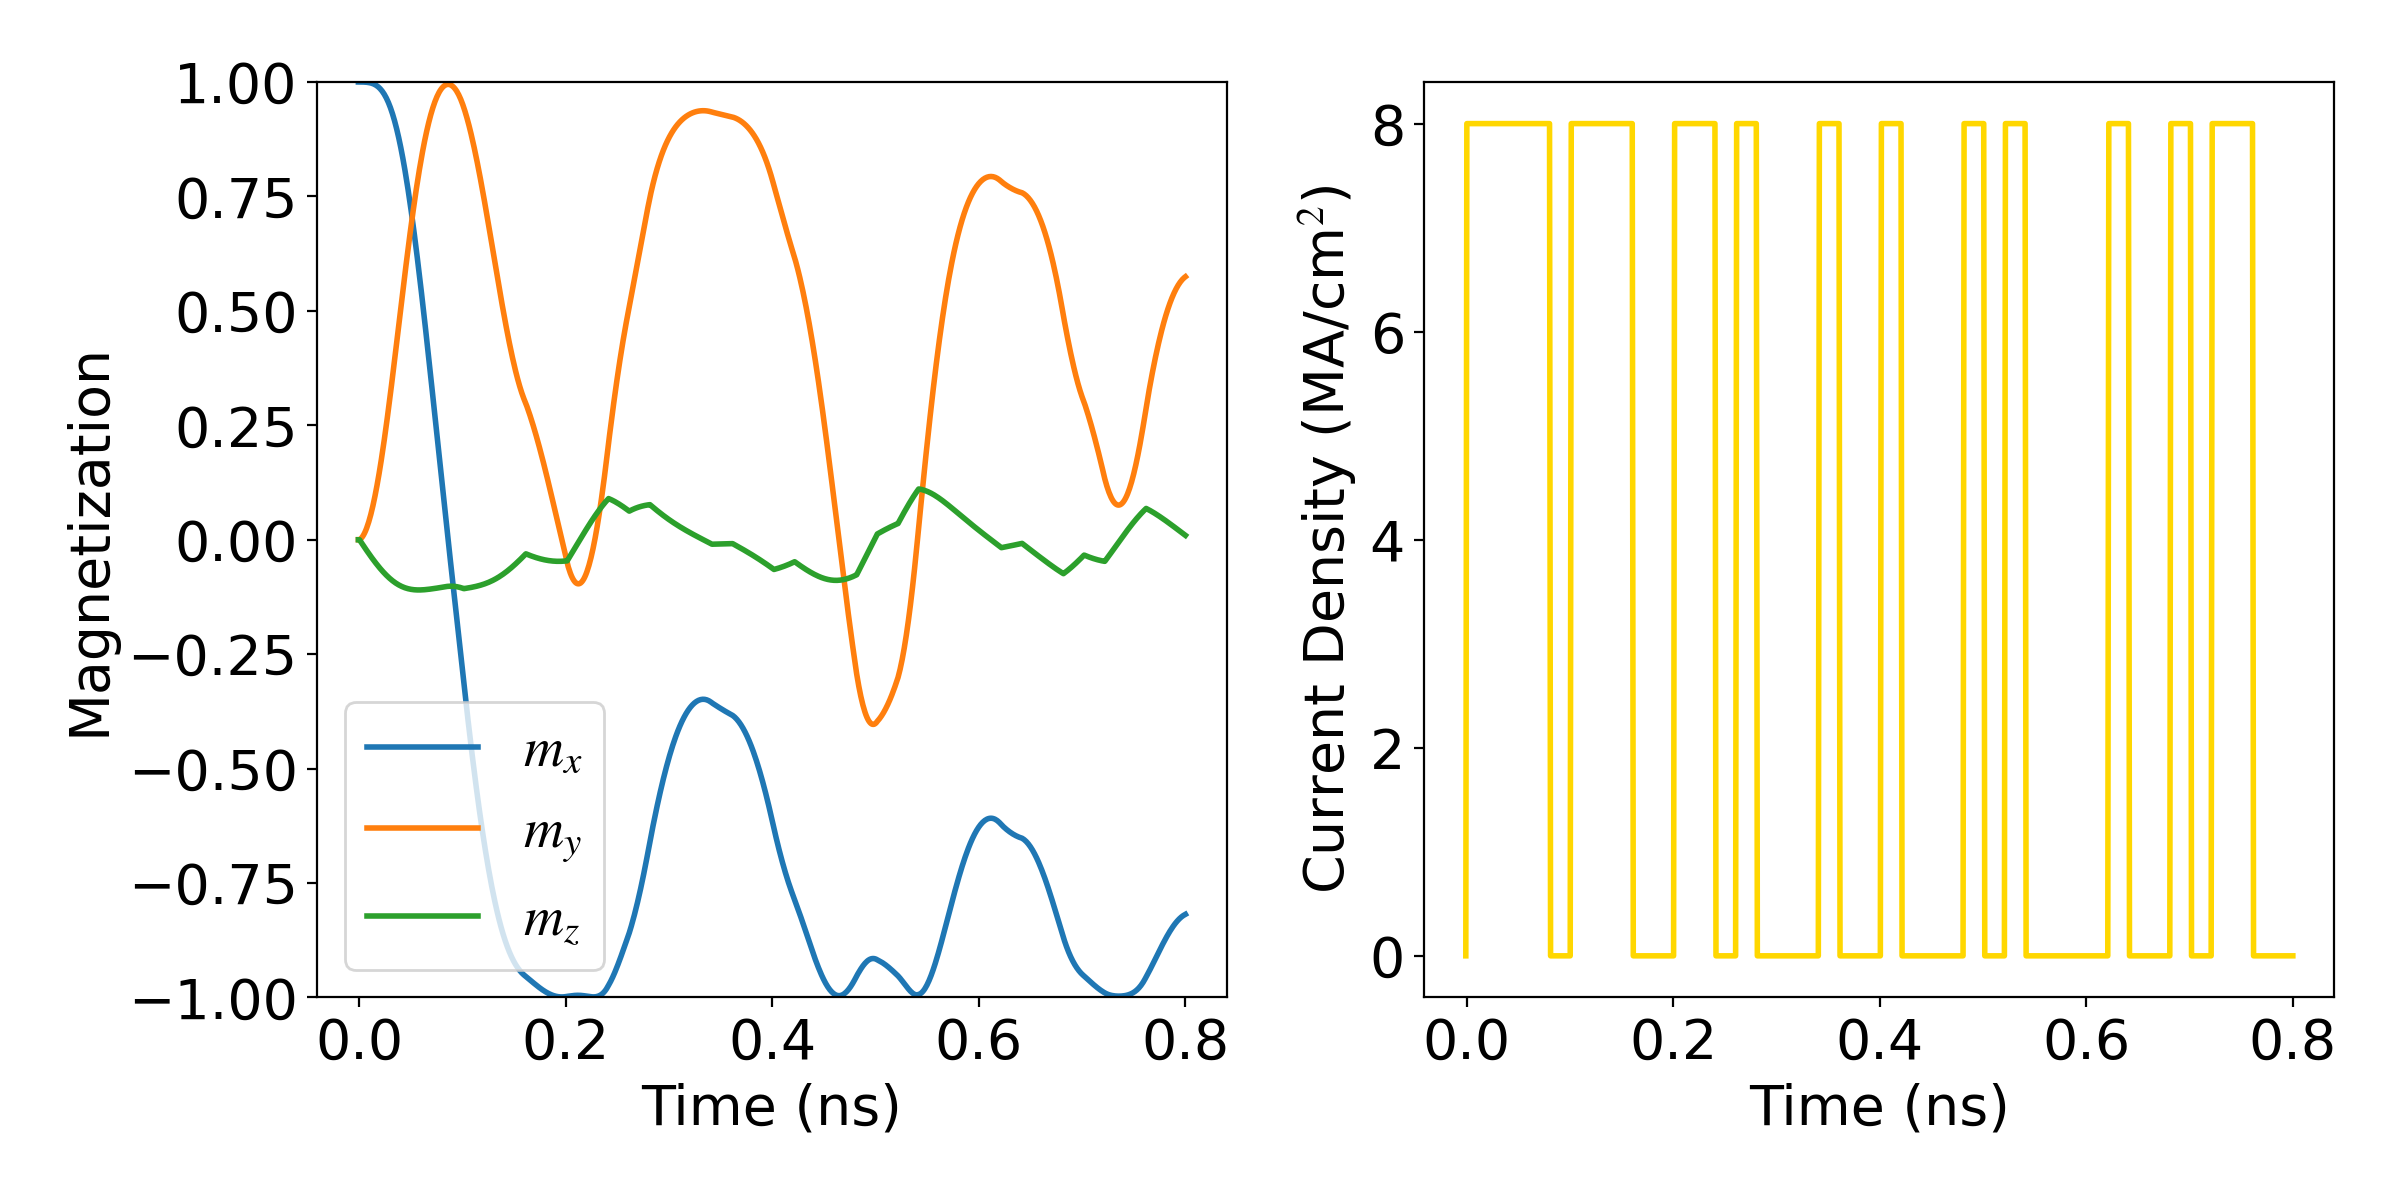 1.00
0.75
0.50
0.25
0.00
−0.25
−0.50
−0.75
−1.00
Magnetization
0.0 0.2 0.4 0.6 0.8
Time (ns)
m_x
m_y
m_z
8
6
4
2
0
Current Density (MA/cm²)
0.0 0.2 0.4 0.6 0.8
Time (ns)